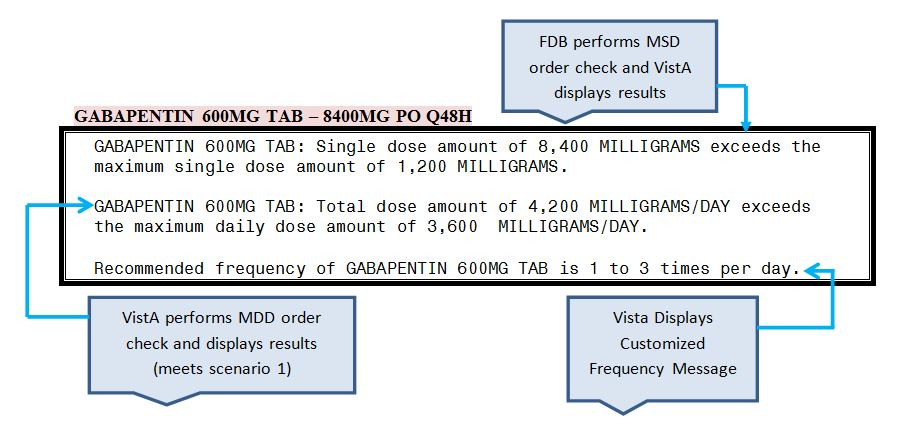 FDB performs MSD
order check and VistA
displays results
GABAPENTIN 600MG TAB – 8400MG PO Q48H
GABAPENTIN 600MG TAB: Single dose amount of 8,400 MILLIGRAMS exceeds the
maximum single dose amount of 1,200 MILLIGRAMS.
GABAPENTIN 600MG TAB: Total dose amount of 4,200 MILLIGRAMS/DAY exceeds
the maximum daily dose amount of 3,600 MILLIGRAMS/DAY.
Recommended frequency of GABAPENTIN 600MG TAB is 1 to 3 times per day.
VistA performs MDD order
check and displays results
(meets scenario 1)
Vista Displays
Customized
Frequency Message